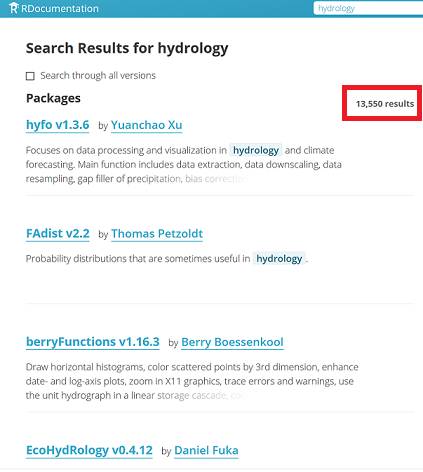 RDocumentation
hydrology
Search Results for hydrology
Search through all versions
Packages
13,550 results
hyfo v1.3.6 by Yuanchao Xu
Focuses on data processing and visualization in hydrology and climate
forecasting. Main function includes data extraction, data downscaling, data
resampling, gap filler of precipitation, bias correction
FAdist v2.2 by Thomas Petzoldt
Probability distributions that are sometimes useful in hydrology.
berryFunctions v1.16.3 by Berry Boessenkool
Draw horizontal histograms, color scattered points by 3rd dimension, enhance
date- and log-axis plots, zoom in X11 graphics, trace errors and warnings, use
the unit hydrograph in a linear storage cascade,
EcoHydRology v0.4.12 by Daniel Fuka